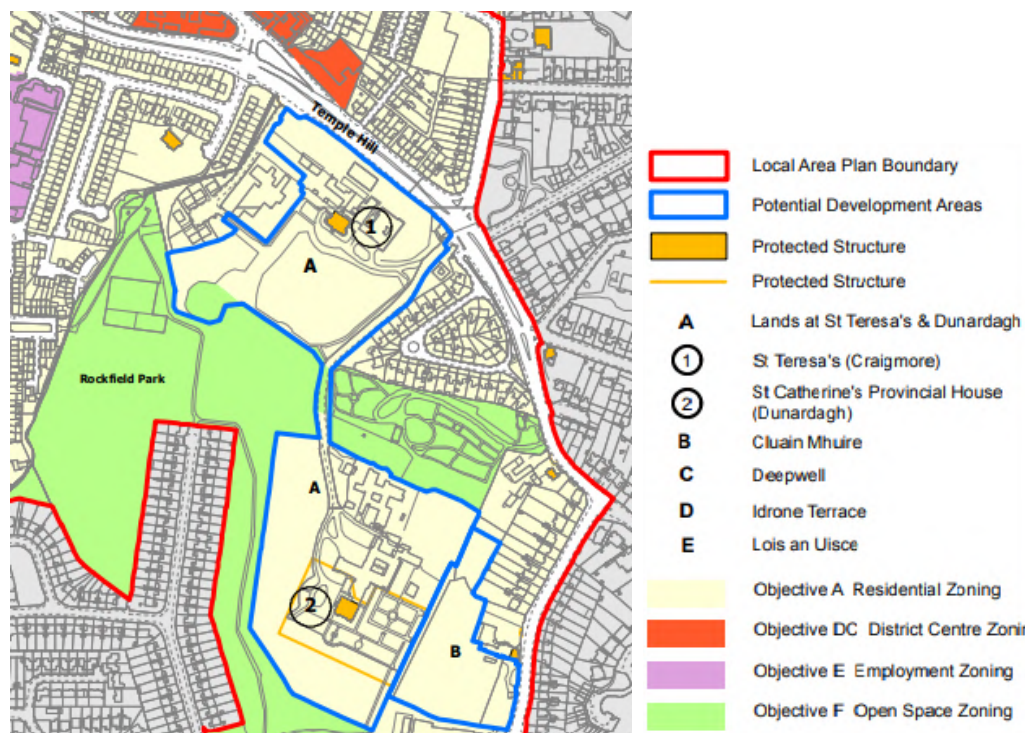 Temple Hill
1
A
Rockfield Park
A
2
B
Local Area Plan Boundary
Potential Development Areas
Protected Structure
Protected Structure
A Lands at St Teresa's & Dunardagh
1 St Teresa's (Craigmore)
2 St Catherine's Provincial House
(Dunardagh)
B Cluain Mhuire
C Deepwell
D Idrone Terrace
E Lois an Uisce
Objective A Residential Zoning
Objective DC District Centre Zoni
Objective E Employment Zoning
Objective F Open Space Zoning